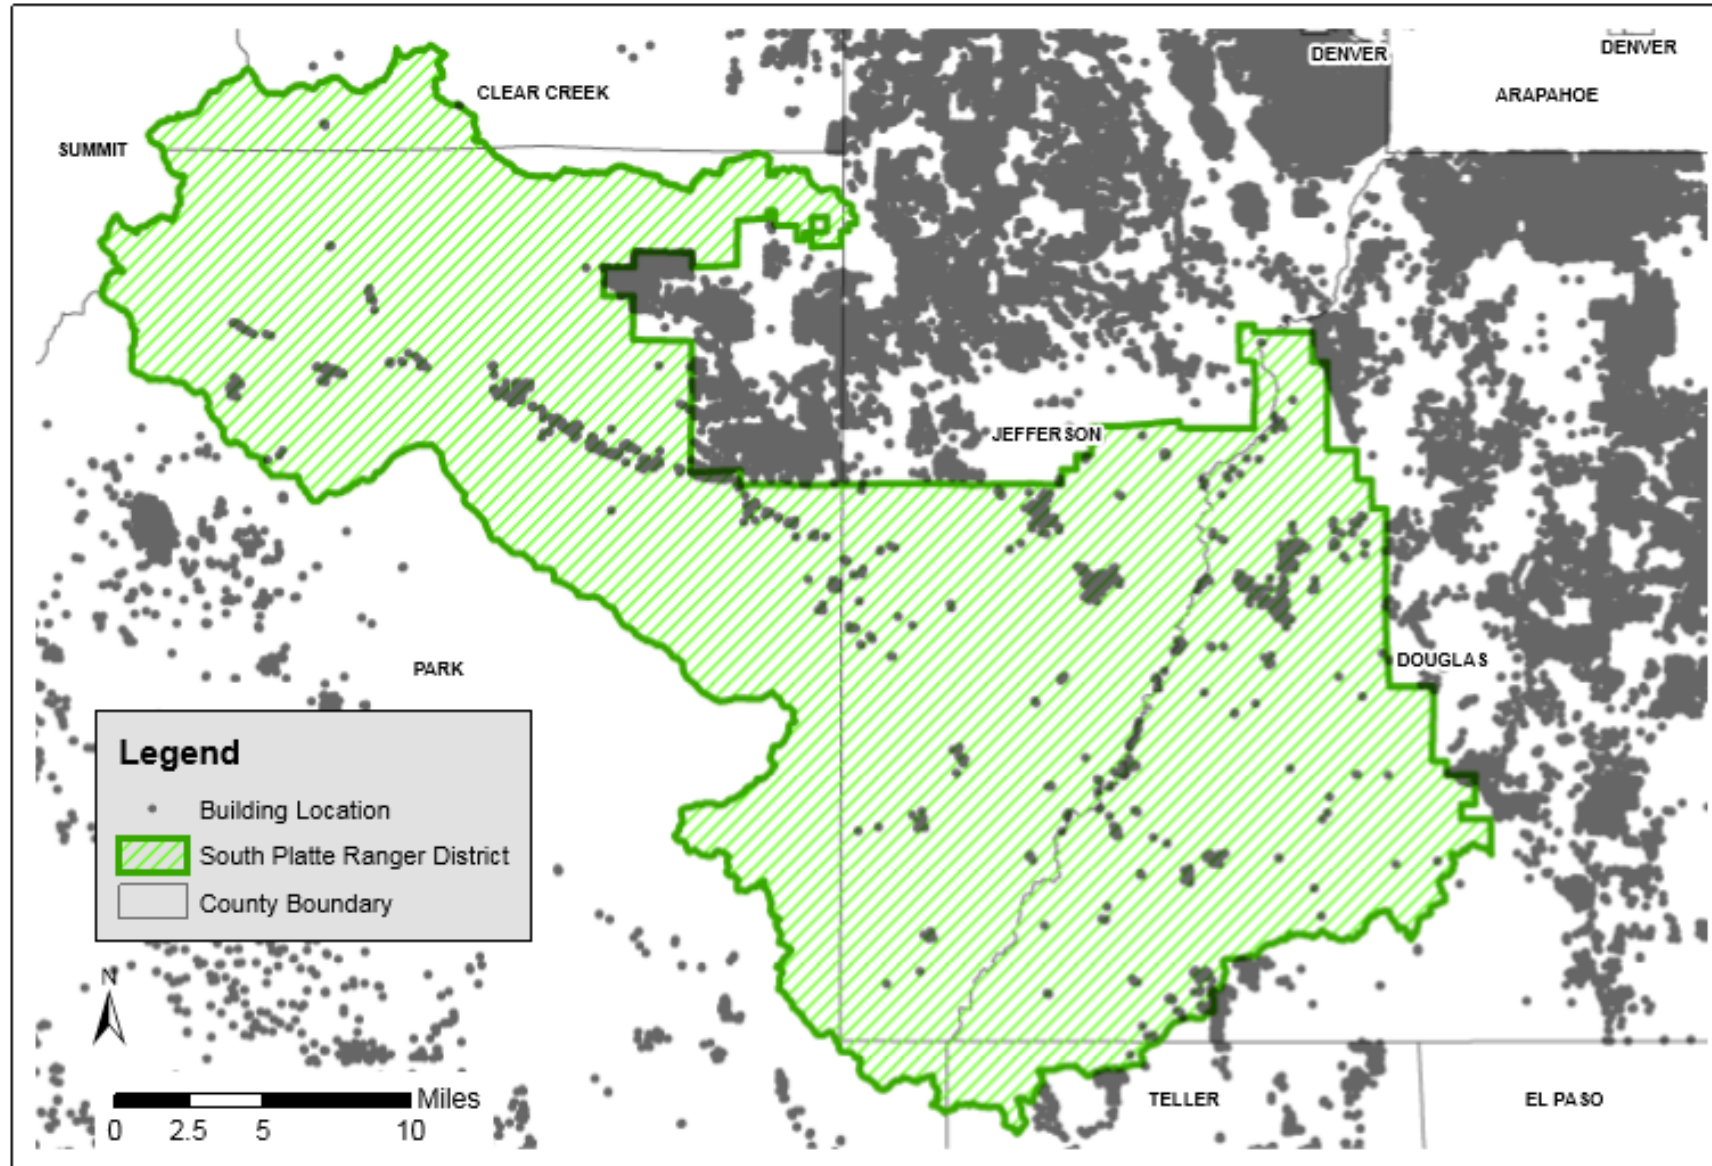 DENVER
DENVER
CLEAR CREEK
ARAPAHOE
SUMMIT
JEFFERSON
DOUGLAS
PARK
Legend
Building Location
South Platte Ranger District
County Boundary
N
Miles
0 2.5 5 10
TELLER
EL PASO